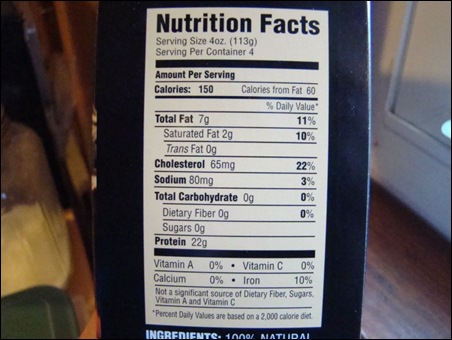 Nutrition Facts
Serving Size 4oz. (113g)
Serving Per Container 4
Amount Per Serving
Calories: 150 Calories from Fat 60
% Daily Value*
Total Fat 7g 11%
Saturated Fat 2g 10%
Trans Fat 0g
Cholesterol 65mg 22%
Sodium 80mg 3%
Total Carbohydrate 0g 0%
Dietary Fiber 0g 0%
Sugars 0g
Protein 22g
Vitamin A 0% • Vitamin C 0%
Calcium 0% • Iron 10%
Not a significant source of Dietary Fiber, Sugars,
Vitamin A and Vitamin C
*Percent Daily Values are based on a 2,000 calorie diet.
INGREDIENTS: 100% NATURAL